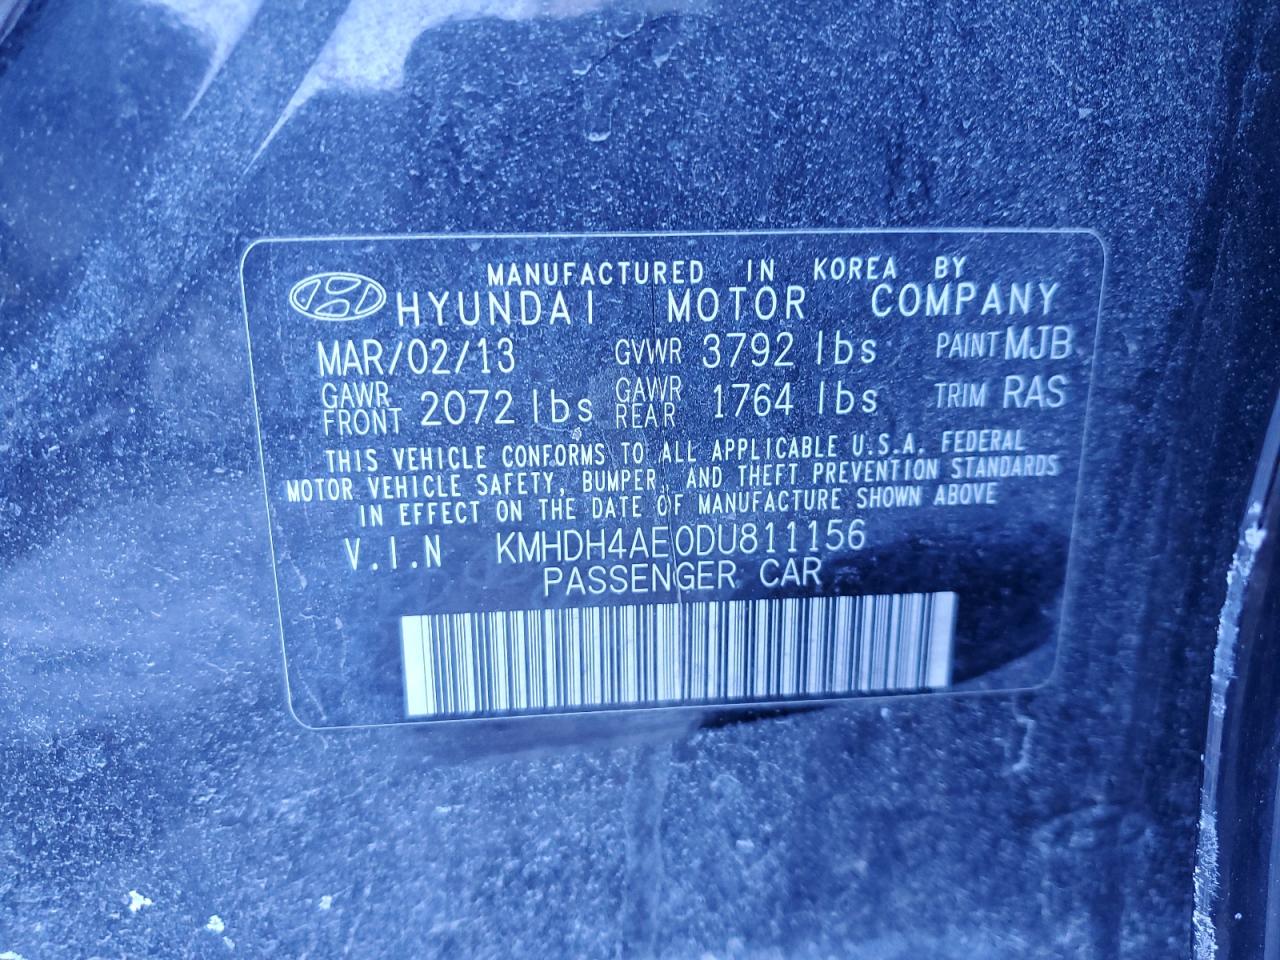 MANUFACTURED IN KOREA BY
HYUNDAI MOTOR COMPANY
MAR/02/13 GVWR 3792 lbs PAINT MJB
GAWR FRONT 2072 lbs GAWR REAR 1764 lbs TRIM RAS
THIS VEHICLE CONFORMS TO ALL APPLICABLE U.S.A. FEDERAL
MOTOR VEHICLE SAFETY, BUMPER, AND THEFT PREVENTION STANDARDS
IN EFFECT ON THE DATE OF MANUFACTURE SHOWN ABOVE
V.I.N KMHDH4AE0DU811156
PASSENGER CAR